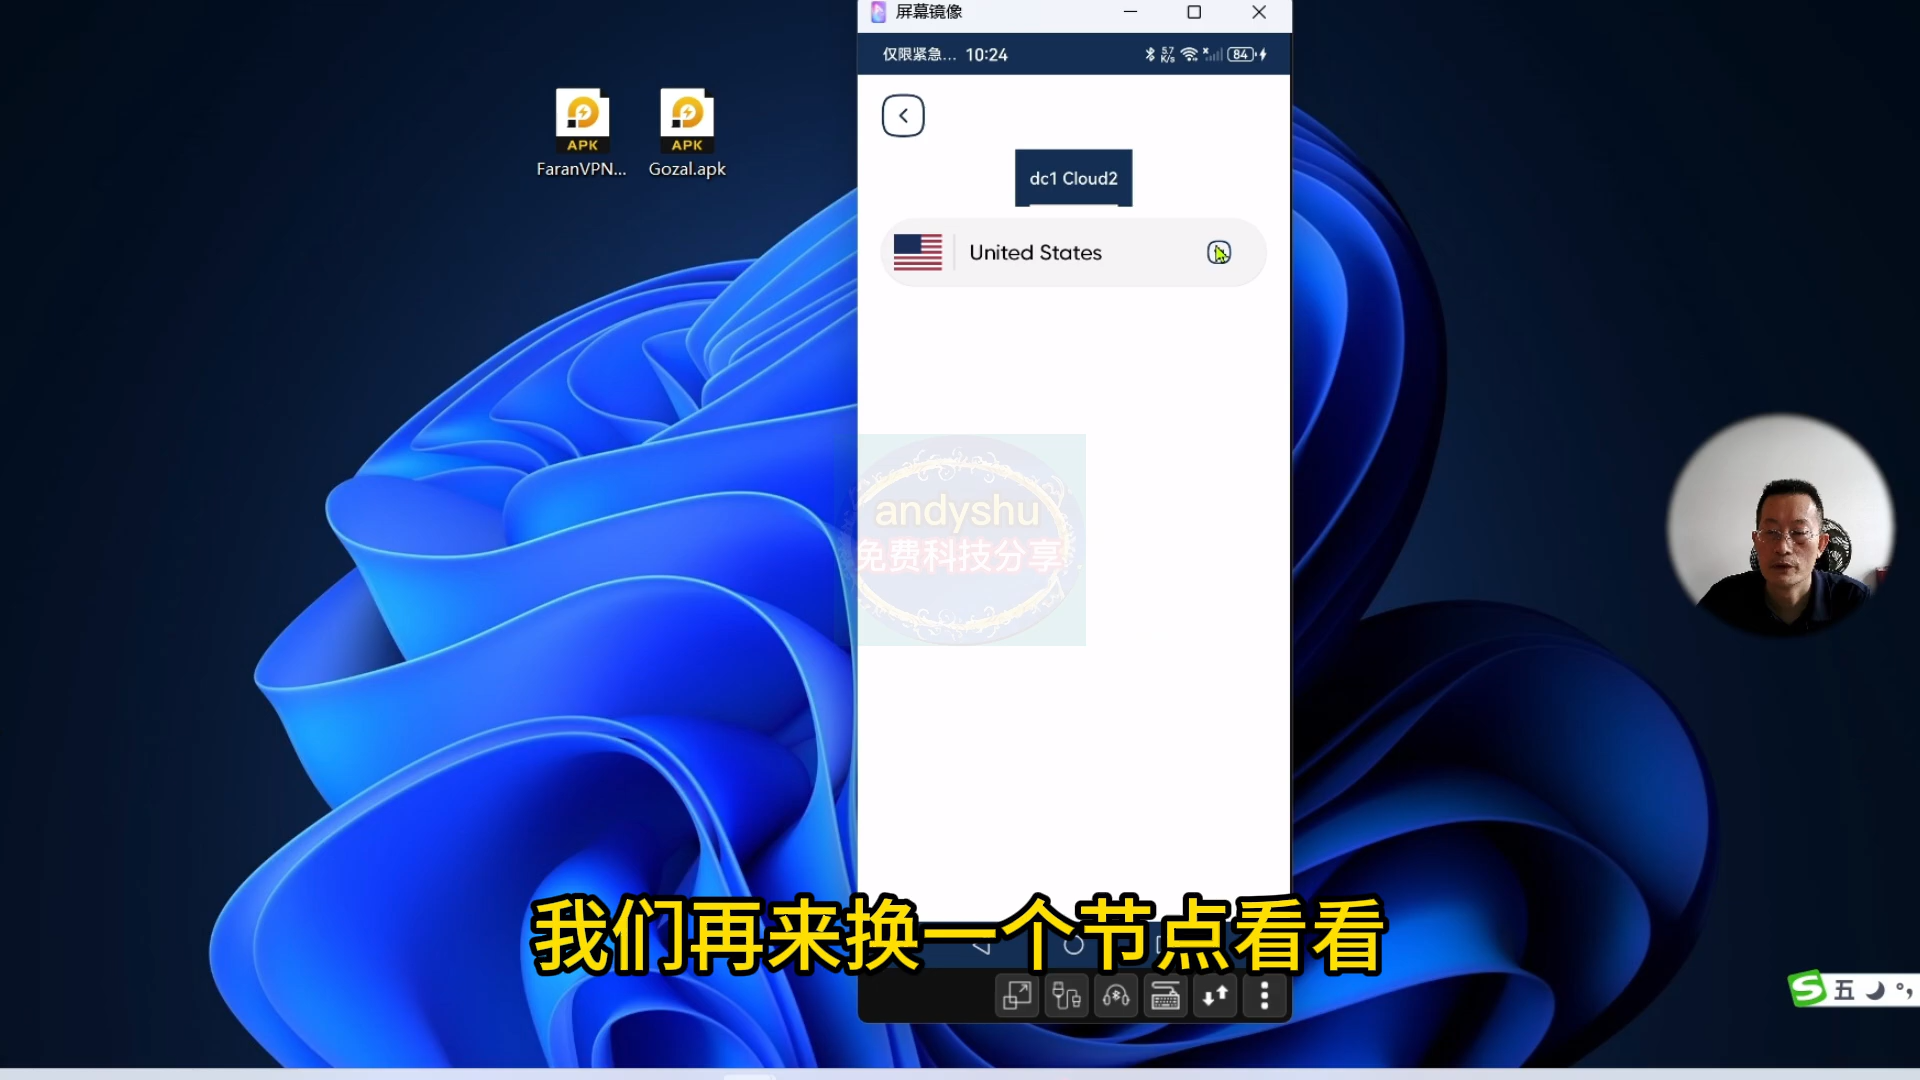 屏幕镜像
仅限紧急... 10:24
5.7
K/s
84
APK
FaranVPN...
APK
Gozal.apk
dc1 Cloud2
United States
andyshu
免费科技分享
我们再来换一个节点看看
五